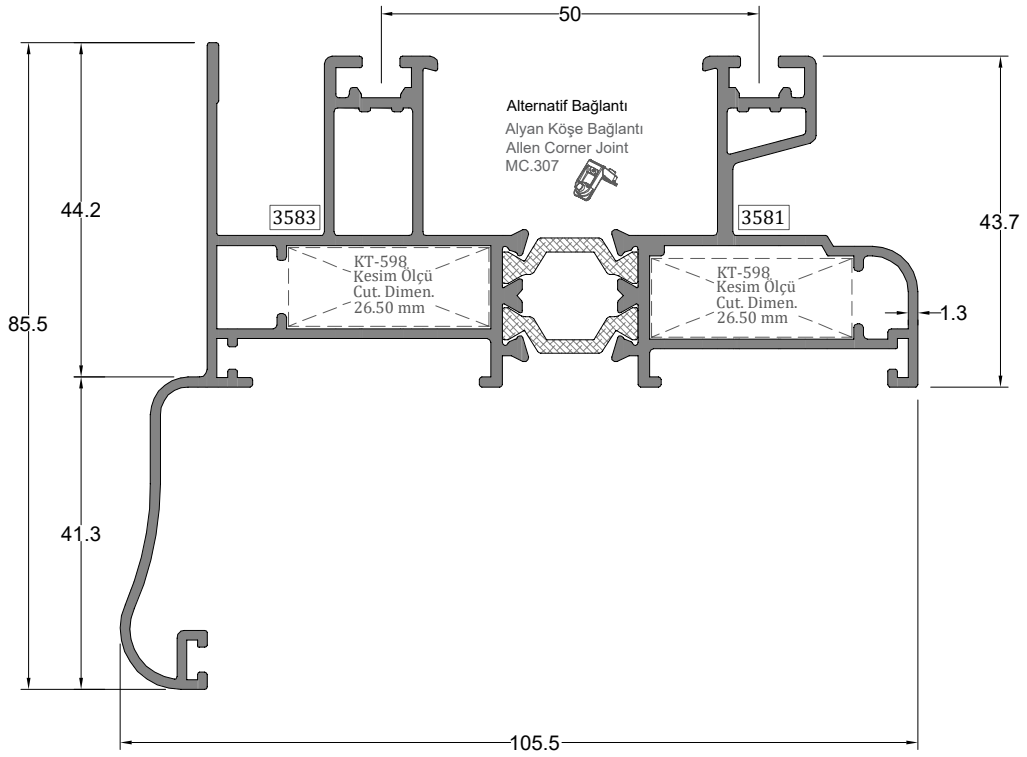 50
Alternatif Bağlantı
Alyan Köşe Bağlantı
Allen Corner Joint
MC.307
44.2
3583
3581
43.7
KT-598
Kesim Ölçü
Cut. Dimen.
26.50 mm
KT-598
Kesim Ölçü
Cut. Dimen.
26.50 mm
1.3
85.5
41.3
105.5